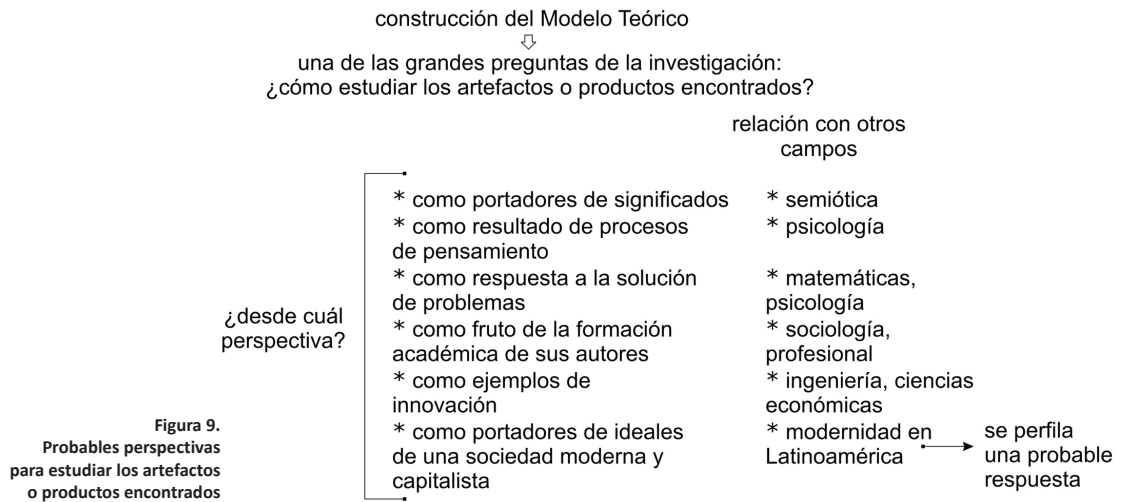 construcción del Modelo Teórico
una de las grandes preguntas de la investigación:
¿cómo estudiar los artefactos o productos encontrados?
relación con otros
campos
¿desde cuál
perspectiva?
* como portadores de significados
* como resultado de procesos
de pensamiento
* como respuesta a la solución
de problemas
* como fruto de la formación
académica de sus autores
* como ejemplos de
innovación
* como portadores de ideales
de una sociedad moderna y
capitalista
* semiótica
* psicología
* matemáticas,
psicología
* sociología,
profesional
* ingeniería, ciencias
económicas
* modernidad en
Latinoamérica
se perfila
una probable
respuesta
Figura 9.
Probables perspectivas
para estudiar los artefactos
o productos encontrados